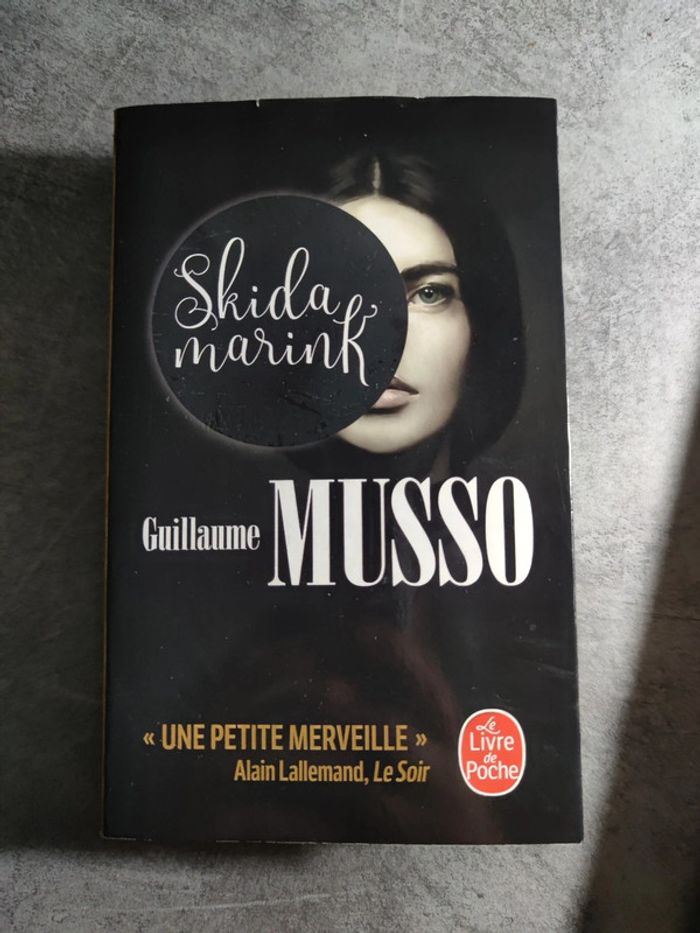 Skida
marink
Guillaume MUSSO
« UNE PETITE MERVEILLE »
Alain Lallemand, Le Soir
Le
Livre
de
Poche